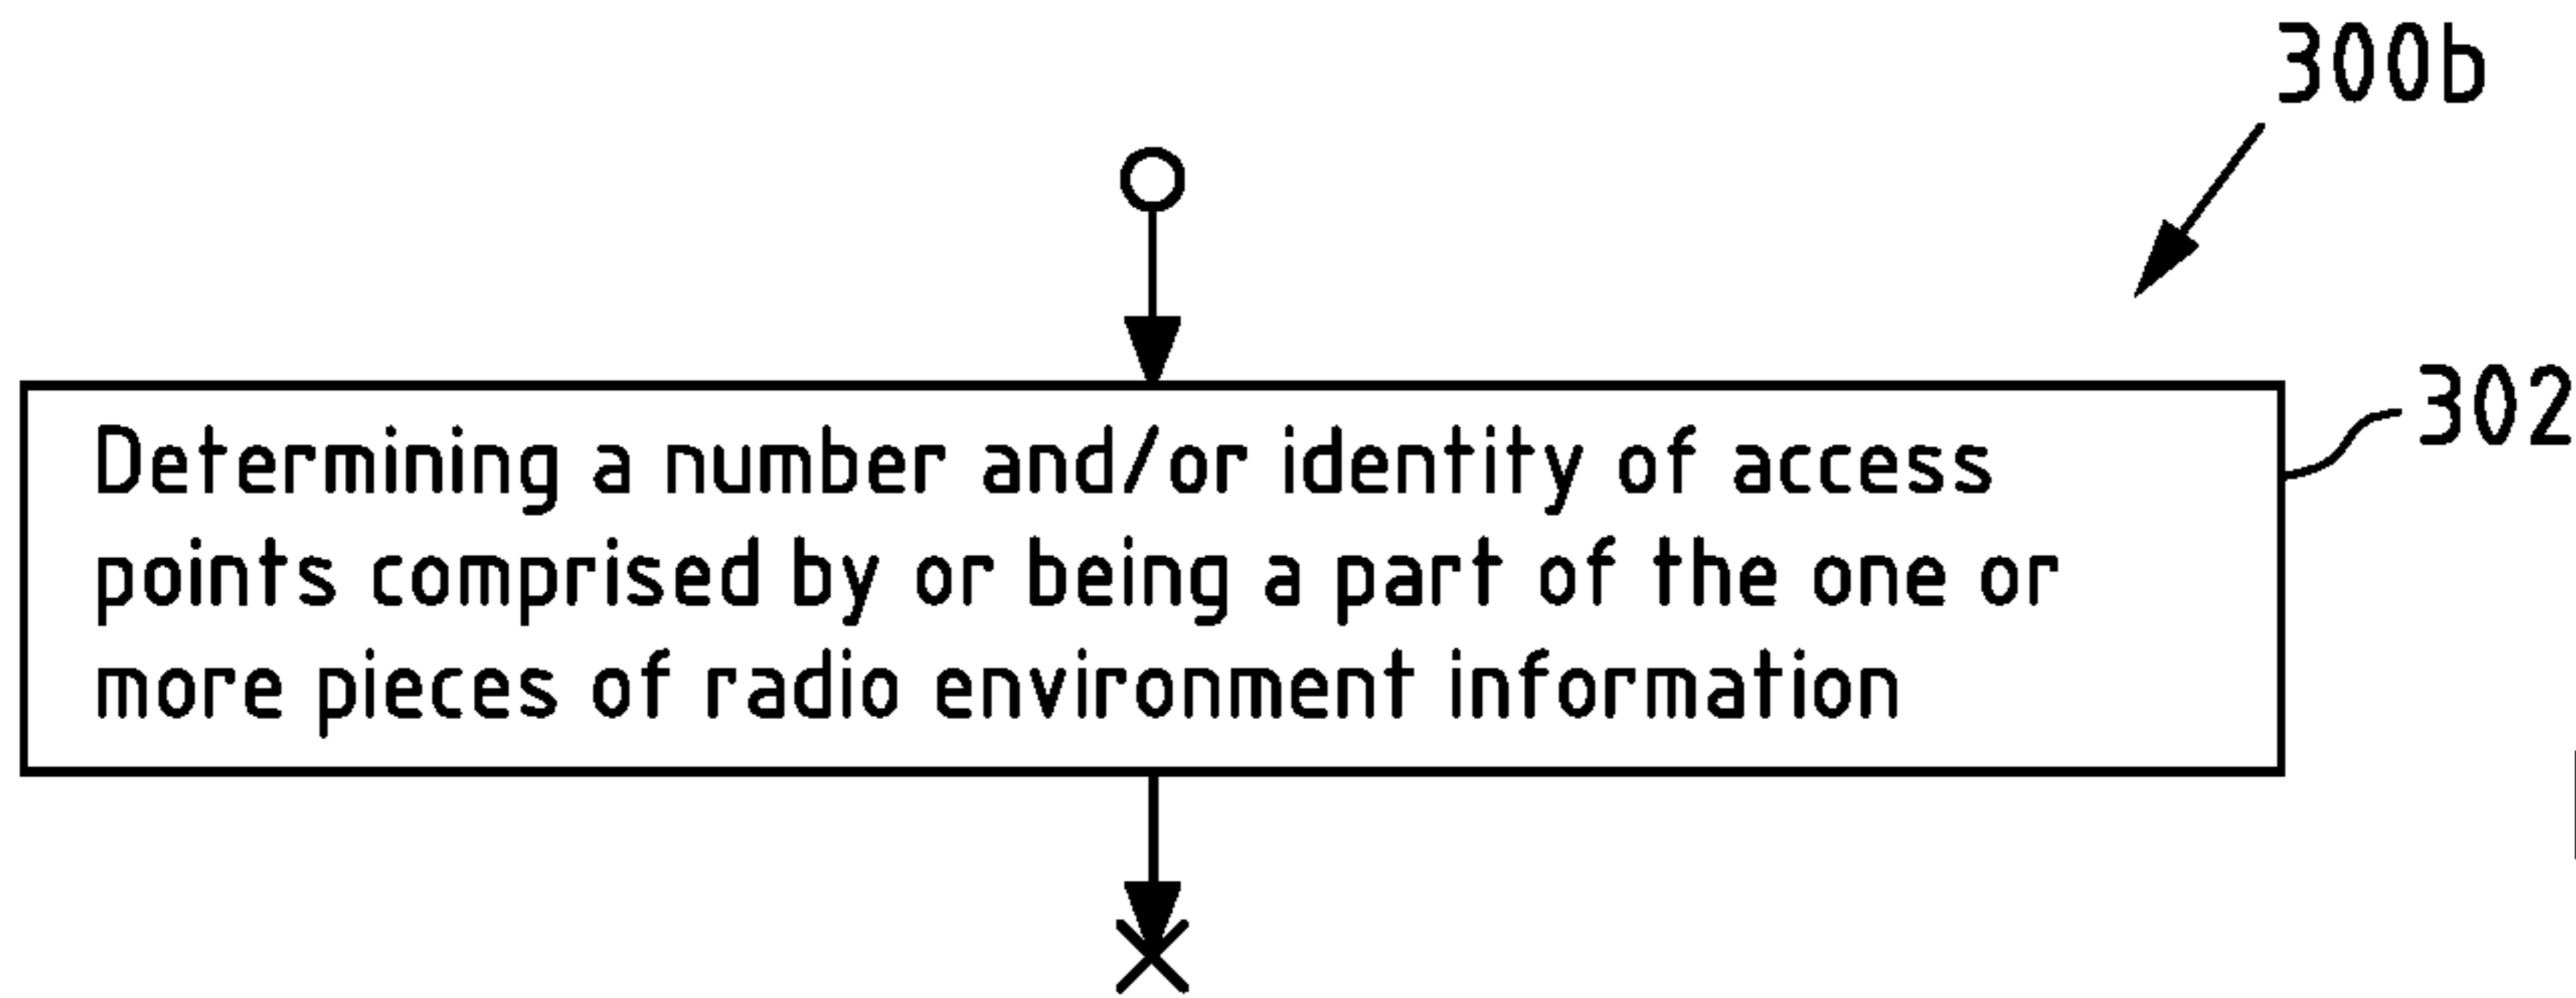 300b
302
Determining a number and/or identity of access
points comprised by or being a part of the one or
more pieces of radio environment information